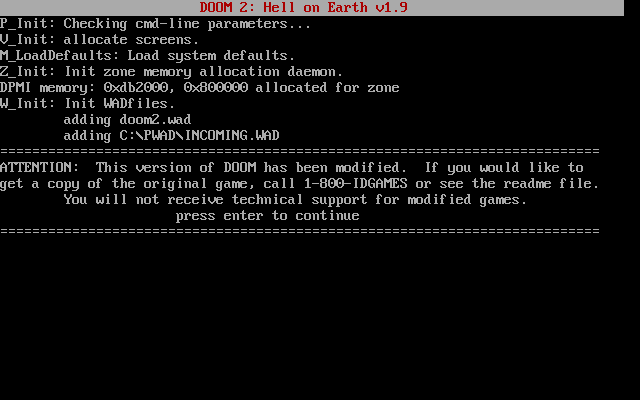 DOOM 2: Hell on Earth v1.9
P_Init: Checking cmd-line parameters...
V_Init: allocate screens.
M_LoadDefaults: Load system defaults.
Z_Init: Init zone memory allocation daemon.
DPMI memory: 0xdb2000, 0x800000 allocated for zone
W_Init: Init WADfiles.
        adding doom2.wad
        adding C:\PWAD\INCOMING.WAD
===========================================================================
ATTENTION:  This version of DOOM has been modified.  If you would like to
get a copy of the original game, call 1-800-IDGAMES or see the readme file.
        You will not receive technical support for modified games.
                      press enter to continue
===========================================================================